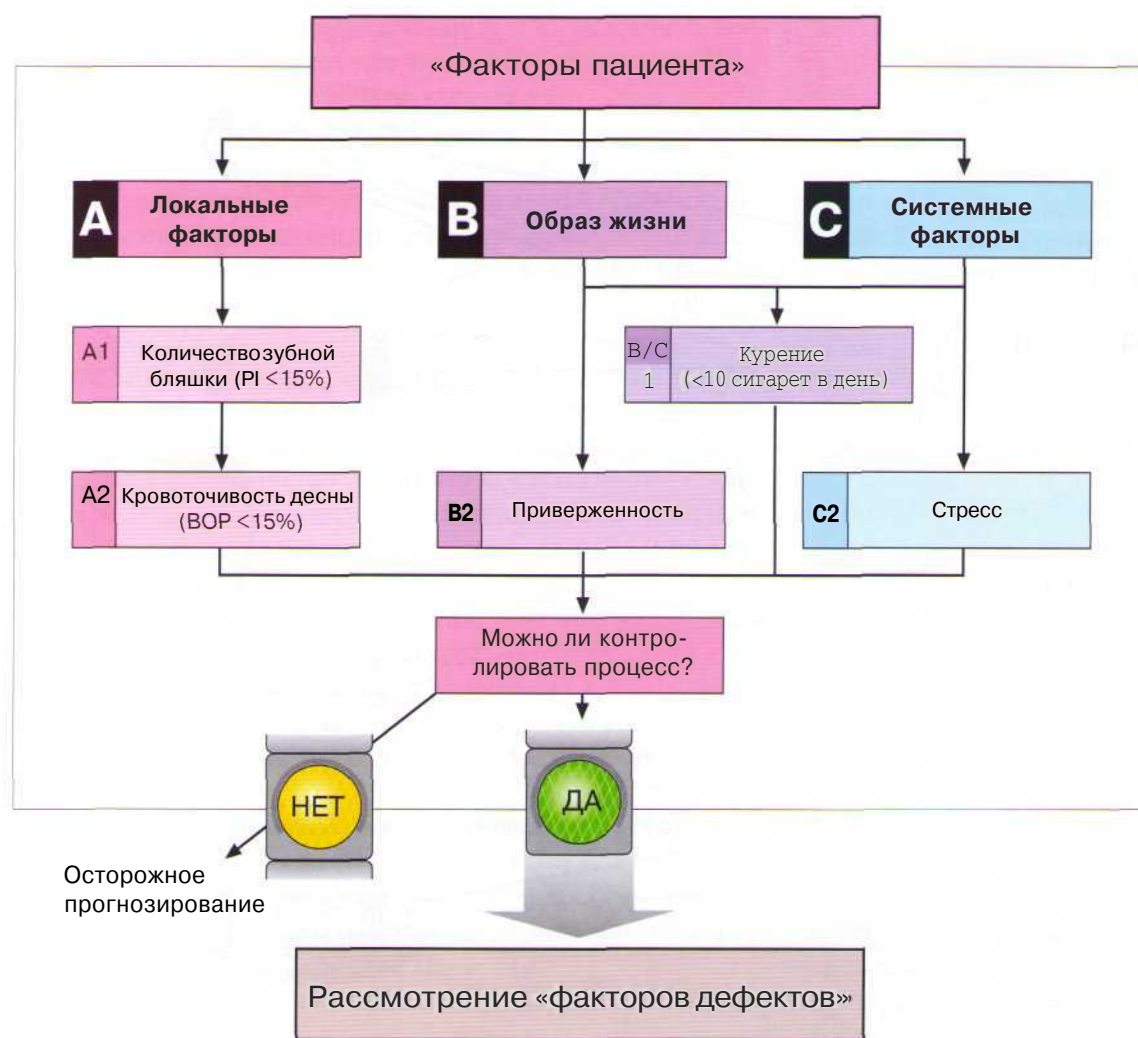 «Факторы пациента»
A
Локальные
факторы
B
Образ жизни
C
Системные
факторы
A1
Количествозубной
бляшки (PI <15%)
B/C
1
Курение
(<10 сигарет в день)
A2
Кровоточивость десны
(BOP <15%)
B2
Приверженность
C2
Стресс
Можно ли контро-
лировать процесс?
НЕТ
ДА
Осторожное
прогнозирование
Рассмотрение «факторов дефектов»